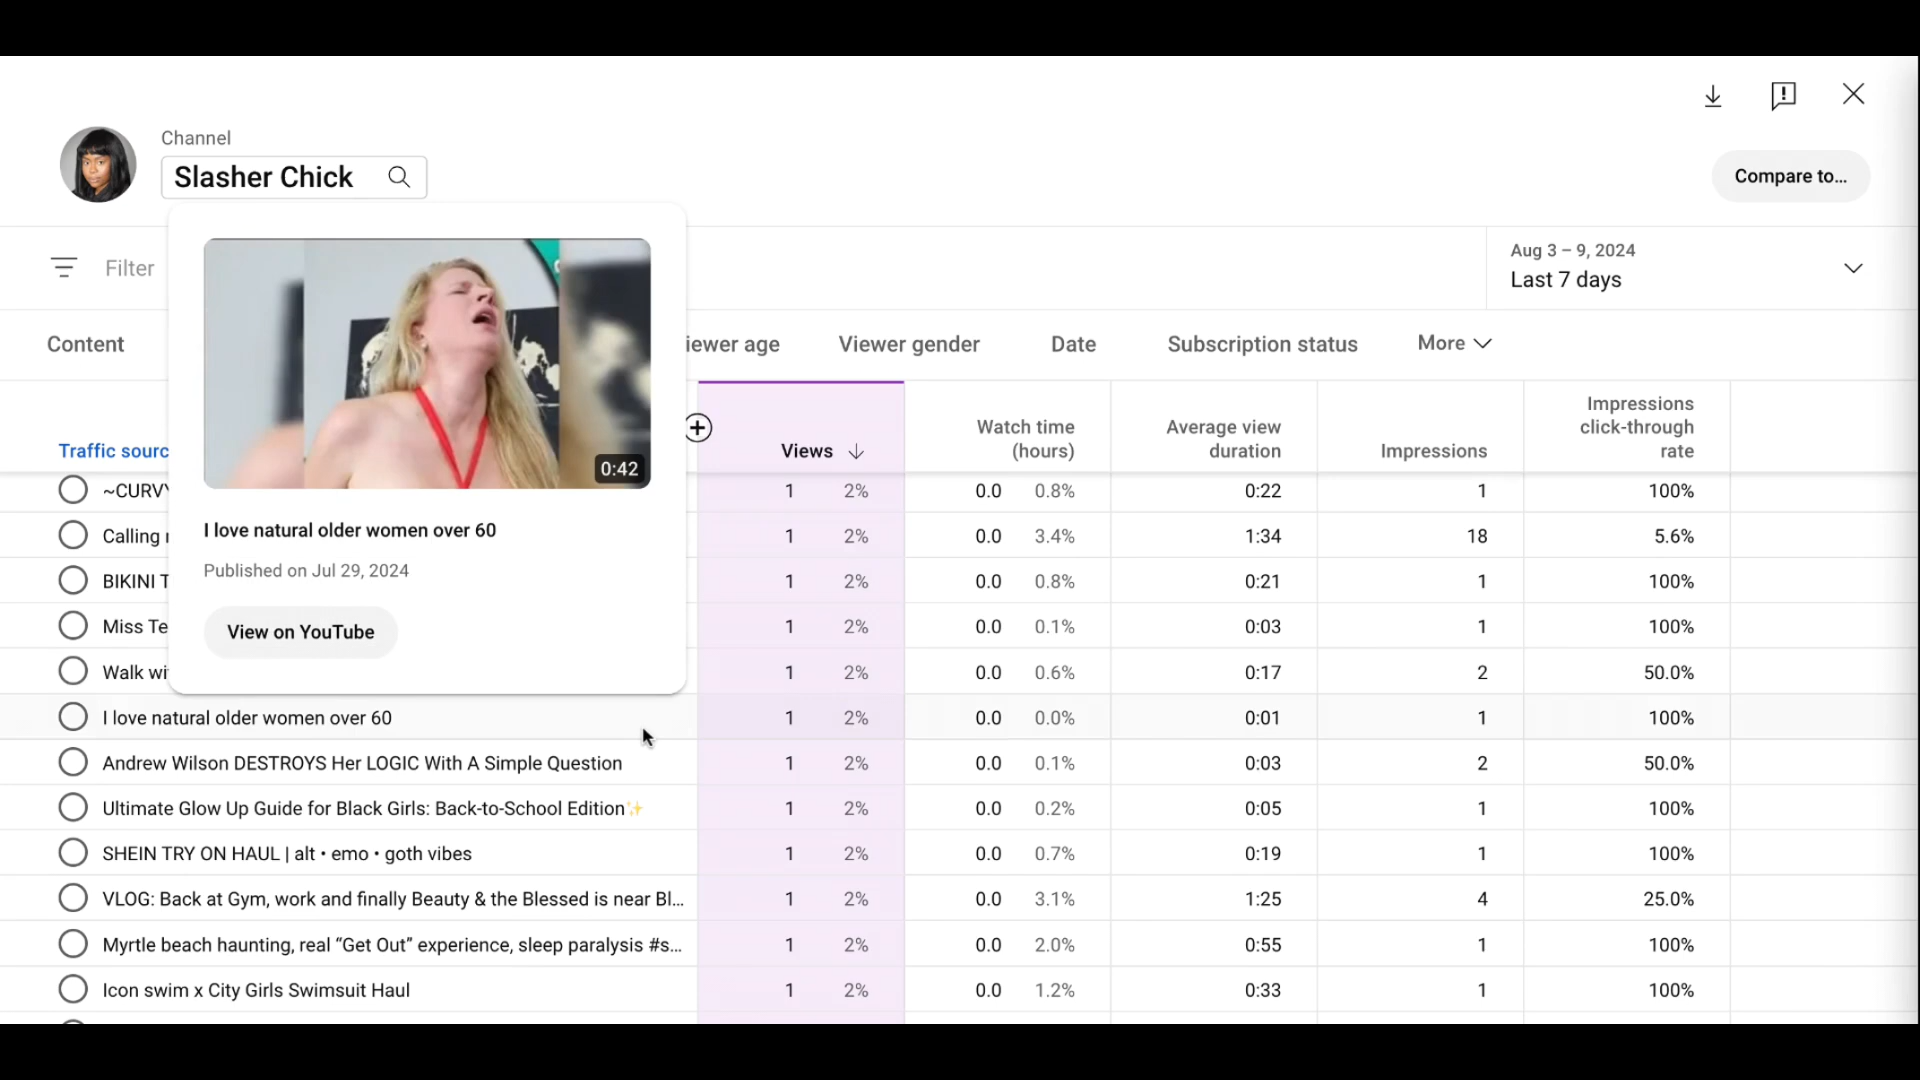 Channel
Slasher Chick
Compare to...
Filter
Aug 3 – 9, 2024
Last 7 days
0:42
I love natural older women over 60
Published on Jul 29, 2024
View on YouTube
Content
Viewer gender
Date
Subscription status
More
age
Views
Watch time
(hours)
Average view
duration
Impressions
Impressions
click-through
rate
Traffic
1 2% 0.0 0.8% 0:22 1 100%
Calling 1 2% 0.0 3.4% 1:34 18 5.6%
BIKINI 1 2% 0.0 0.8% 0:21 1 100%
Miss 1 2% 0.0 0.1% 0:03 1 100%
Walk 1 2% 0.0 0.6% 0:17 2 50.0%
I love natural older women over 60 1 2% 0.0 0.0% 0:01 1 100%
Andrew Wilson DESTROYS Her LOGIC With A Simple Question 1 2% 0.0 0.1% 0:03 2 50.0%
Ultimate Glow Up Guide for Black Girls: Back-to-School Edition✨ 1 2% 0.0 0.2% 0:05 1 100%
SHEIN TRY ON HAUL | alt • emo • goth vibes 1 2% 0.0 0.7% 0:19 1 100%
VLOG: Back at Gym, work and finally Beauty & the Blessed is near Bl... 1 2% 0.0 3.1% 1:25 4 25.0%
Myrtle beach haunting, real “Get Out” experience, sleep paralysis #s... 1 2% 0.0 2.0% 0:55 1 100%
Icon swim x City Girls Swimsuit Haul 1 2% 0.0 1.2% 0:33 1 100%